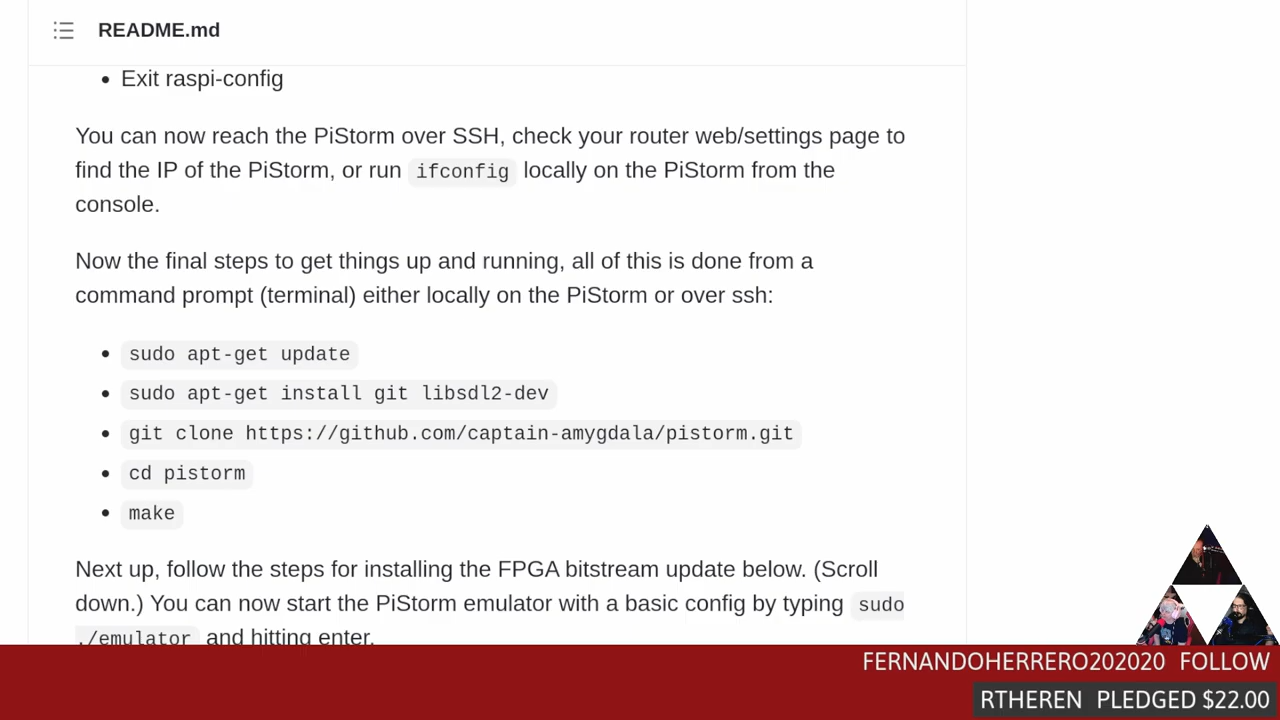 README.md
Exit raspi-config
You can now reach the PiStorm over SSH, check your router web/settings page to
find the IP of the PiStorm, or run ifconfig locally on the PiStorm from the
console.
Now the final steps to get things up and running, all of this is done from a
command prompt (terminal) either locally on the PiStorm or over ssh:
sudo apt-get update
sudo apt-get install git libsdl2-dev
git clone https://github.com/captain-amygdala/pistorm.git
cd pistorm
make
Next up, follow the steps for installing the FPGA bitstream update below. (Scroll
down.) You can now start the PiStorm emulator with a basic config by typing sudo
./emulator and hitting enter.
FERNANDOHERRERO202020 FOLLOW
RTHEREN PLEDGED $22.00